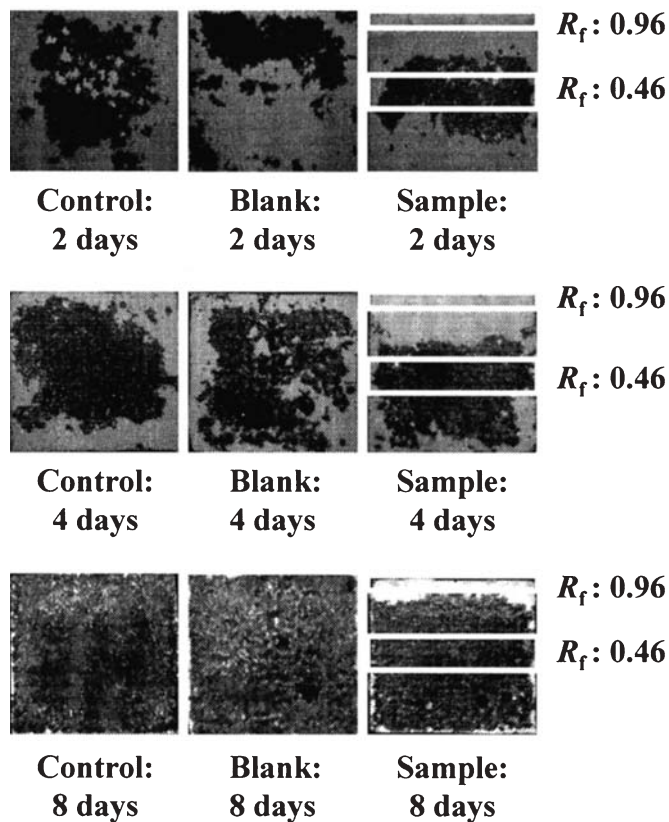 Rf: 0.96
Rf: 0.46
Control:
2 days
Blank:
2 days
Sample:
2 days
Rf: 0.96
Rf: 0.46
Control:
4 days
Blank:
4 days
Sample:
4 days
Rf: 0.96
Rf: 0.46
Control:
8 days
Blank:
8 days
Sample:
8 days